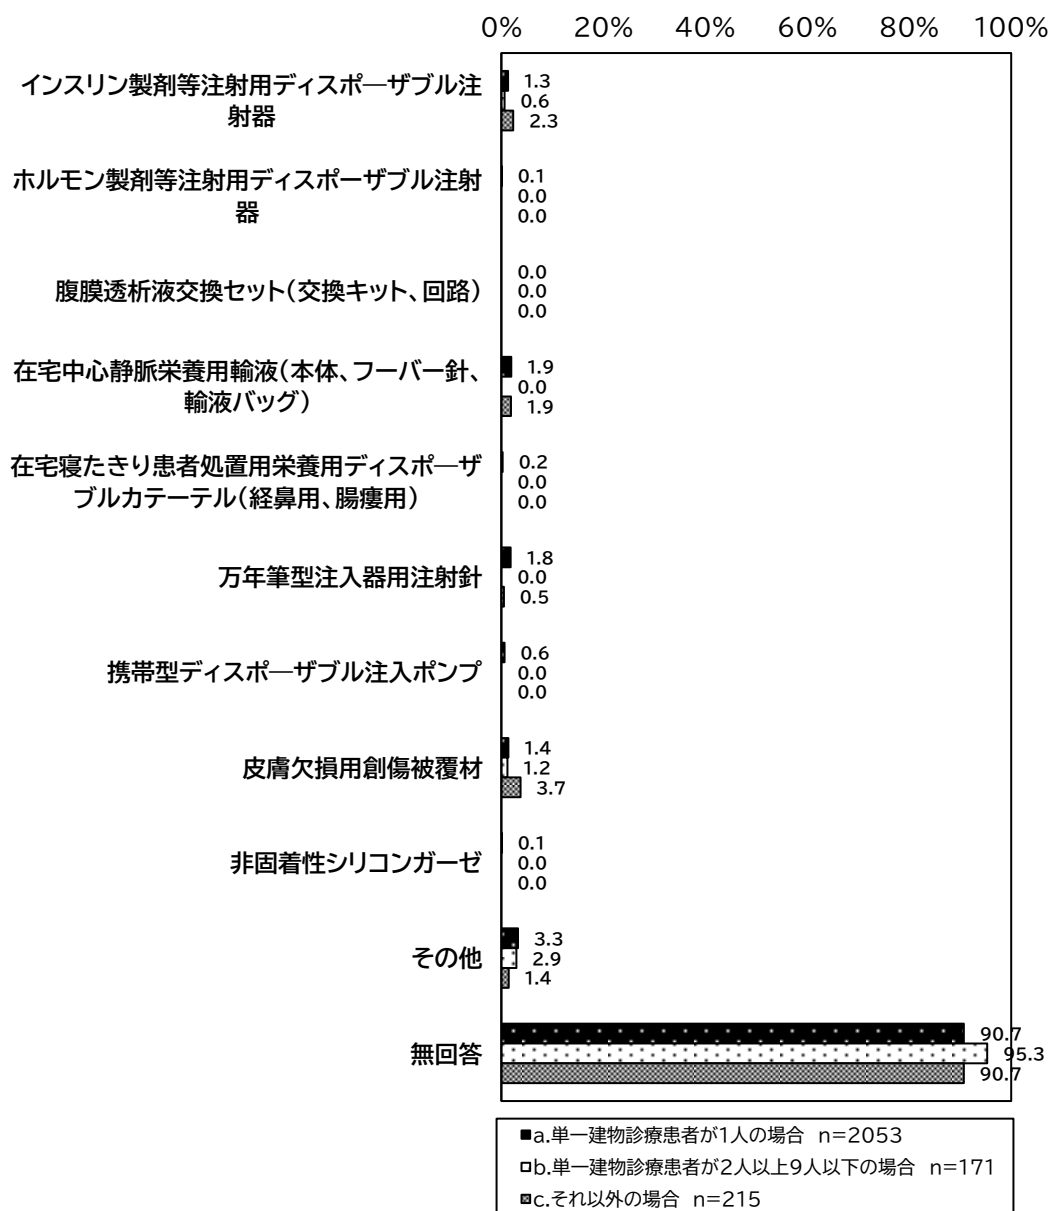 0% 20% 40% 60% 80% 100%
インスリン製剤等注射用ディスポ―ザブル注
射器
1.3
0.6
2.3
ホルモン製剤等注射用ディスポーザブル注射
器
0.1
0.0
0.0
腹膜透析液交換セット(交換キット、回路)
0.0
0.0
0.0
在宅中心静脈栄養用輸液(本体、フーバー針、
輸液バッグ)
1.9
0.0
1.9
在宅寝たきり患者処置用栄養用ディスポ―ザ
ブルカテーテル(経鼻用、腸瘻用)
0.2
0.0
0.0
万年筆型注入器用注射針
1.8
0.0
0.5
携帯型ディスポ―ザブル注入ポンプ
0.6
0.0
0.0
皮膚欠損用創傷被覆材
1.4
1.2
3.7
非固着性シリコンガーゼ
0.1
0.0
0.0
その他
3.3
2.9
1.4
無回答
90.7
95.3
90.7
a.単一建物診療患者が1人の場合 n=2053
b.単一建物診療患者が2人以上9人以下の場合 n=171
c.それ以外の場合 n=215